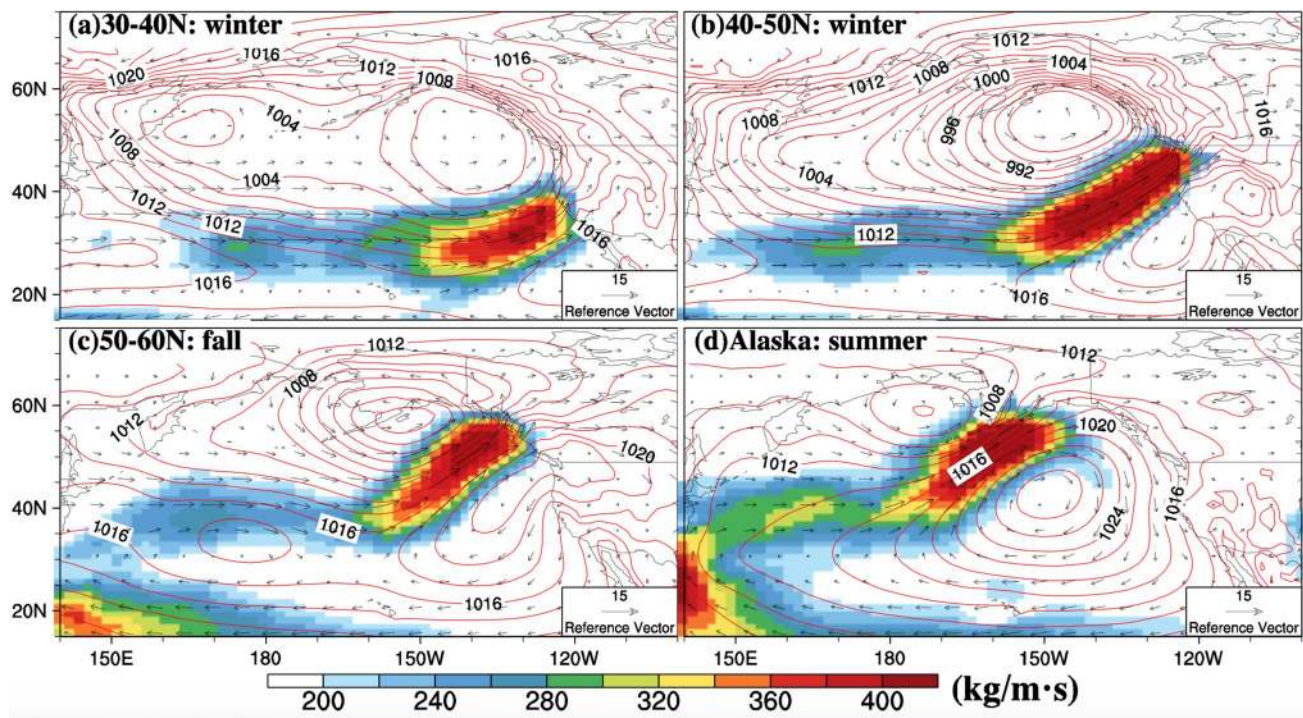 (a)30-40N: winter
1016
1020
1012
1016
1008
1004
1008
1004
1012
1012
1016
1016
15
Reference Vector
60N
40N
20N
(b)40-50N: winter
1012
1004
1008
1000
1012
1016
1008
996
992
1004
1012
1016
15
Reference Vector
(c)50-60N: fall
1012
1008
1012
1020
1016
1016
1016
15
Reference Vector
60N
40N
20N
150E
180
150W
120W
(d)Alaska: summer
1012
1008
1020
1012
1016
1016
1024
15
Reference Vector
150E
180
150W
120W
200
240
280
320
360
400
(kg/m·s)